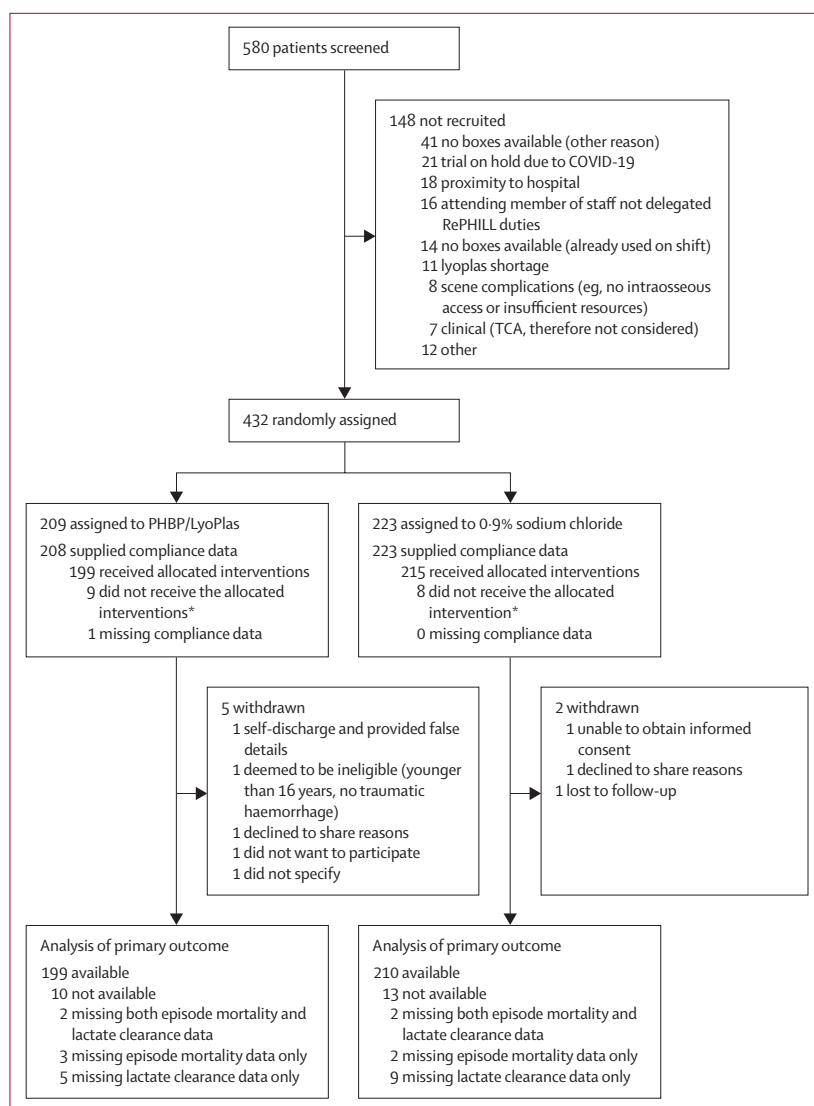 580 patients screened
148 not recruited
41 no boxes available (other reason)
21 trial on hold due to COVID-19
18 proximity to hospital
16 attending member of staff not delegated
RePHILL duties
14 no boxes available (already used on shift)
11 lyoplas shortage
8 scene complications (eg, no intraosseous
access or insufficient resources)
7 clinical (TCA, therefore not considered)
12 other
432 randomly assigned
209 assigned to PHBP/LyoPlas
208 supplied compliance data
199 received allocated interventions
9 did not receive the allocated
interventions*
1 missing compliance data
223 assigned to 0·9% sodium chloride
223 supplied compliance data
215 received allocated interventions
8 did not receive the allocated
intervention*
0 missing compliance data
5 withdrawn
1 self-discharge and provided false
details
1 deemed to be ineligible (younger
than 16 years, no traumatic
haemorrhage)
1 declined to share reasons
1 did not want to participate
1 did not specify
2 withdrawn
1 unable to obtain informed
consent
1 declined to share reasons
1 lost to follow-up
Analysis of primary outcome
199 available
10 not available
2 missing both episode mortality and
lactate clearance data
3 missing episode mortality data only
5 missing lactate clearance data only
Analysis of primary outcome
210 available
13 not available
2 missing both episode mortality and
lactate clearance data
2 missing episode mortality data only
9 missing lactate clearance data only